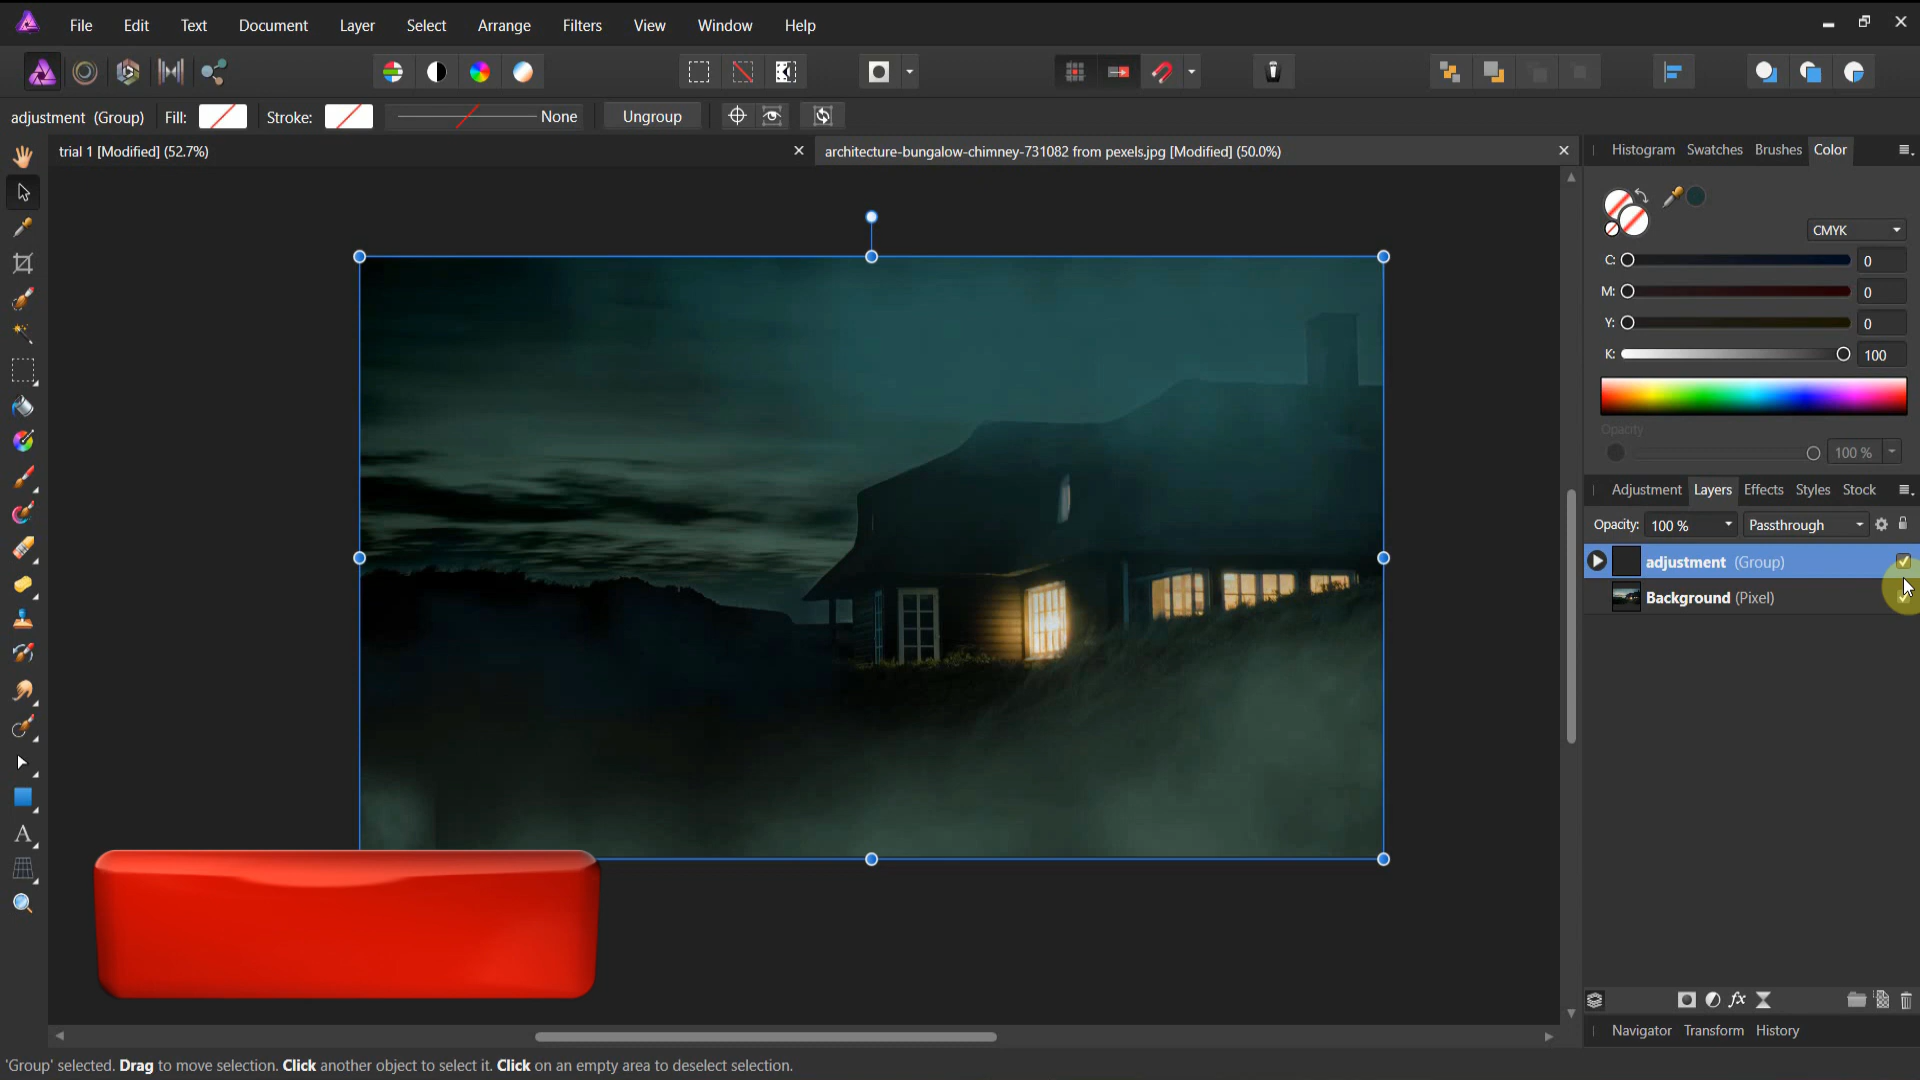 File Edit Text Document Layer Select Arrange Filters View Window Help
adjustment (Group) Fill: Stroke: None Ungroup
trial 1 [Modified] (52.7%)
architecture-bungalow-chimney-731082 from pexels.jpg [Modified] (50.0%)
Histogram Swatches Brushes Color
CMYK
C: 0
M: 0
Y: 0
K: 100
Opacity
100 %
Adjustment Layers Effects Styles Stock
Opacity: 100 % Passthrough
adjustment (Group)
Background (Pixel)
fx
Navigator Transform History
'Group' selected. Drag to move selection. Click another object to select it. Click on an empty area to deselect selection.